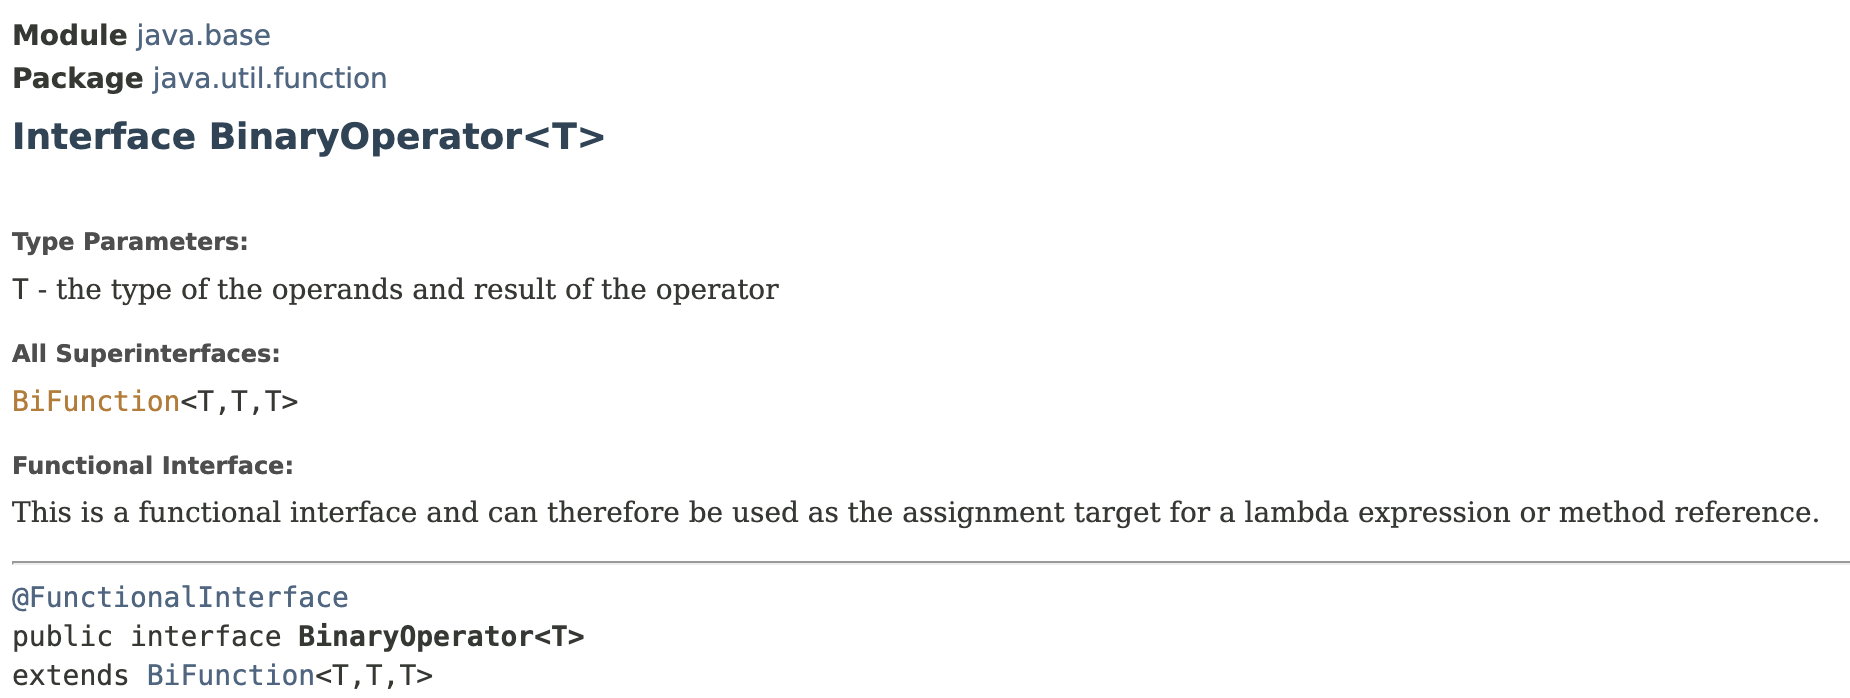 Module java.base
Package java.util.function
Interface BinaryOperator<T>
Type Parameters:
T - the type of the operands and result of the operator
All Superinterfaces:
BiFunction<T,T,T>
Functional Interface:
This is a functional interface and can therefore be used as the assignment target for a lambda expression or method reference.
@FunctionalInterface
public interface BinaryOperator<T>
extends BiFunction<T,T,T>